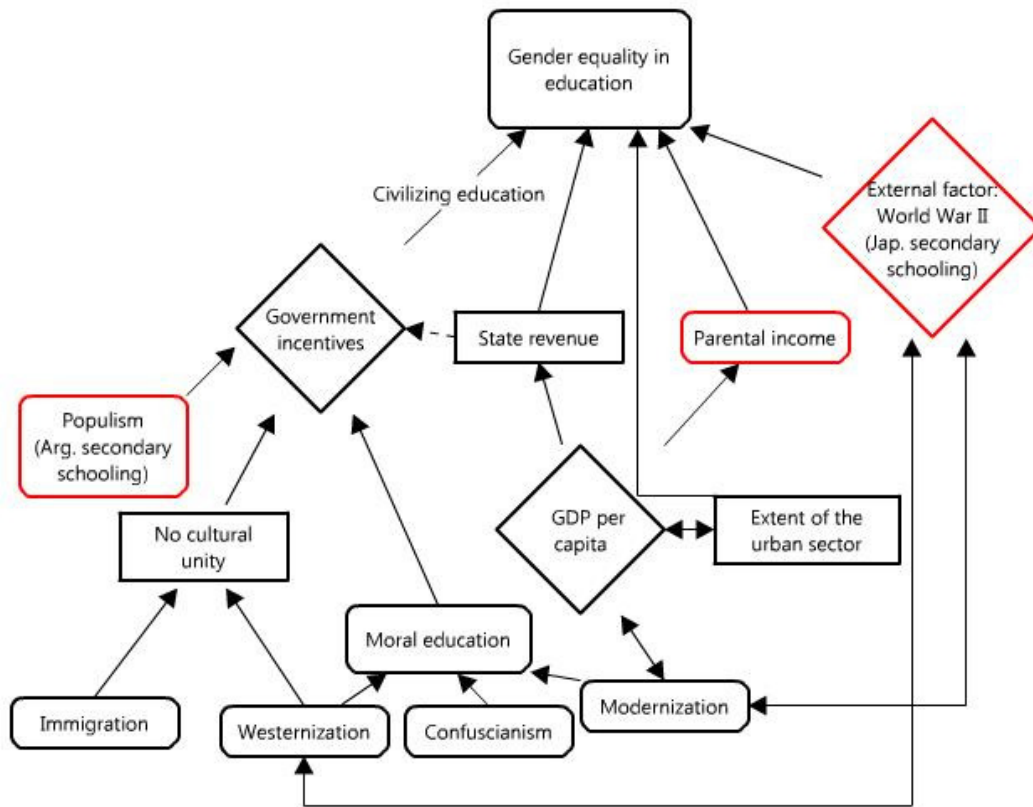 Gender equality in
education
Civilizing education
External factor:
World War II
(Jap. secondary
schooling)
Government
incentives
State revenue
Parental income
Populism
(Arg. secondary
schooling)
No cultural
unity
GDP per
capita
Extent of the
urban sector
Moral education
Immigration
Westernization
Confuscianism
Modernization